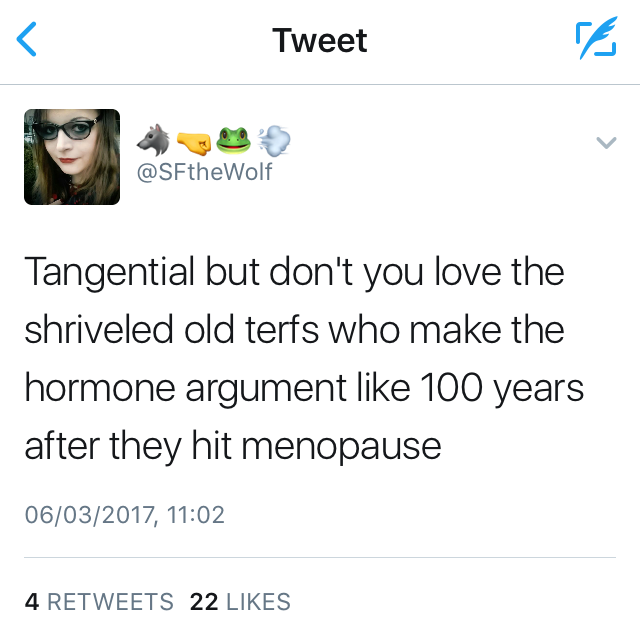 Tweet
🐺🤜🐸💨
@SFtheWolf
Tangential but don't you love the
shriveled old terfs who make the
hormone argument like 100 years
after they hit menopause
06/03/2017, 11:02
4 RETWEETS 22 LIKES